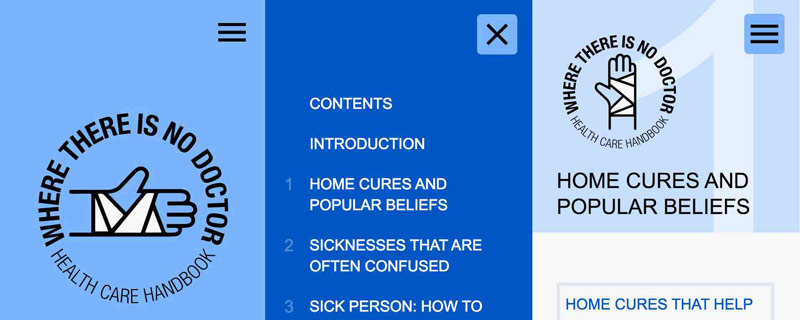 WHERE THERE IS NO DOCTOR
HEALTH CARE HANDBOOK
CONTENTS
INTRODUCTION
1 HOME CURES AND
POPULAR BELIEFS
2 SICKNESSES THAT ARE
OFTEN CONFUSED
3 SICK PERSON: HOW TO
1
WHERE THERE IS NO DOCTOR
HEALTH CARE HANDBOOK
HOME CURES AND
POPULAR BELIEFS
HOME CURES THAT HELP